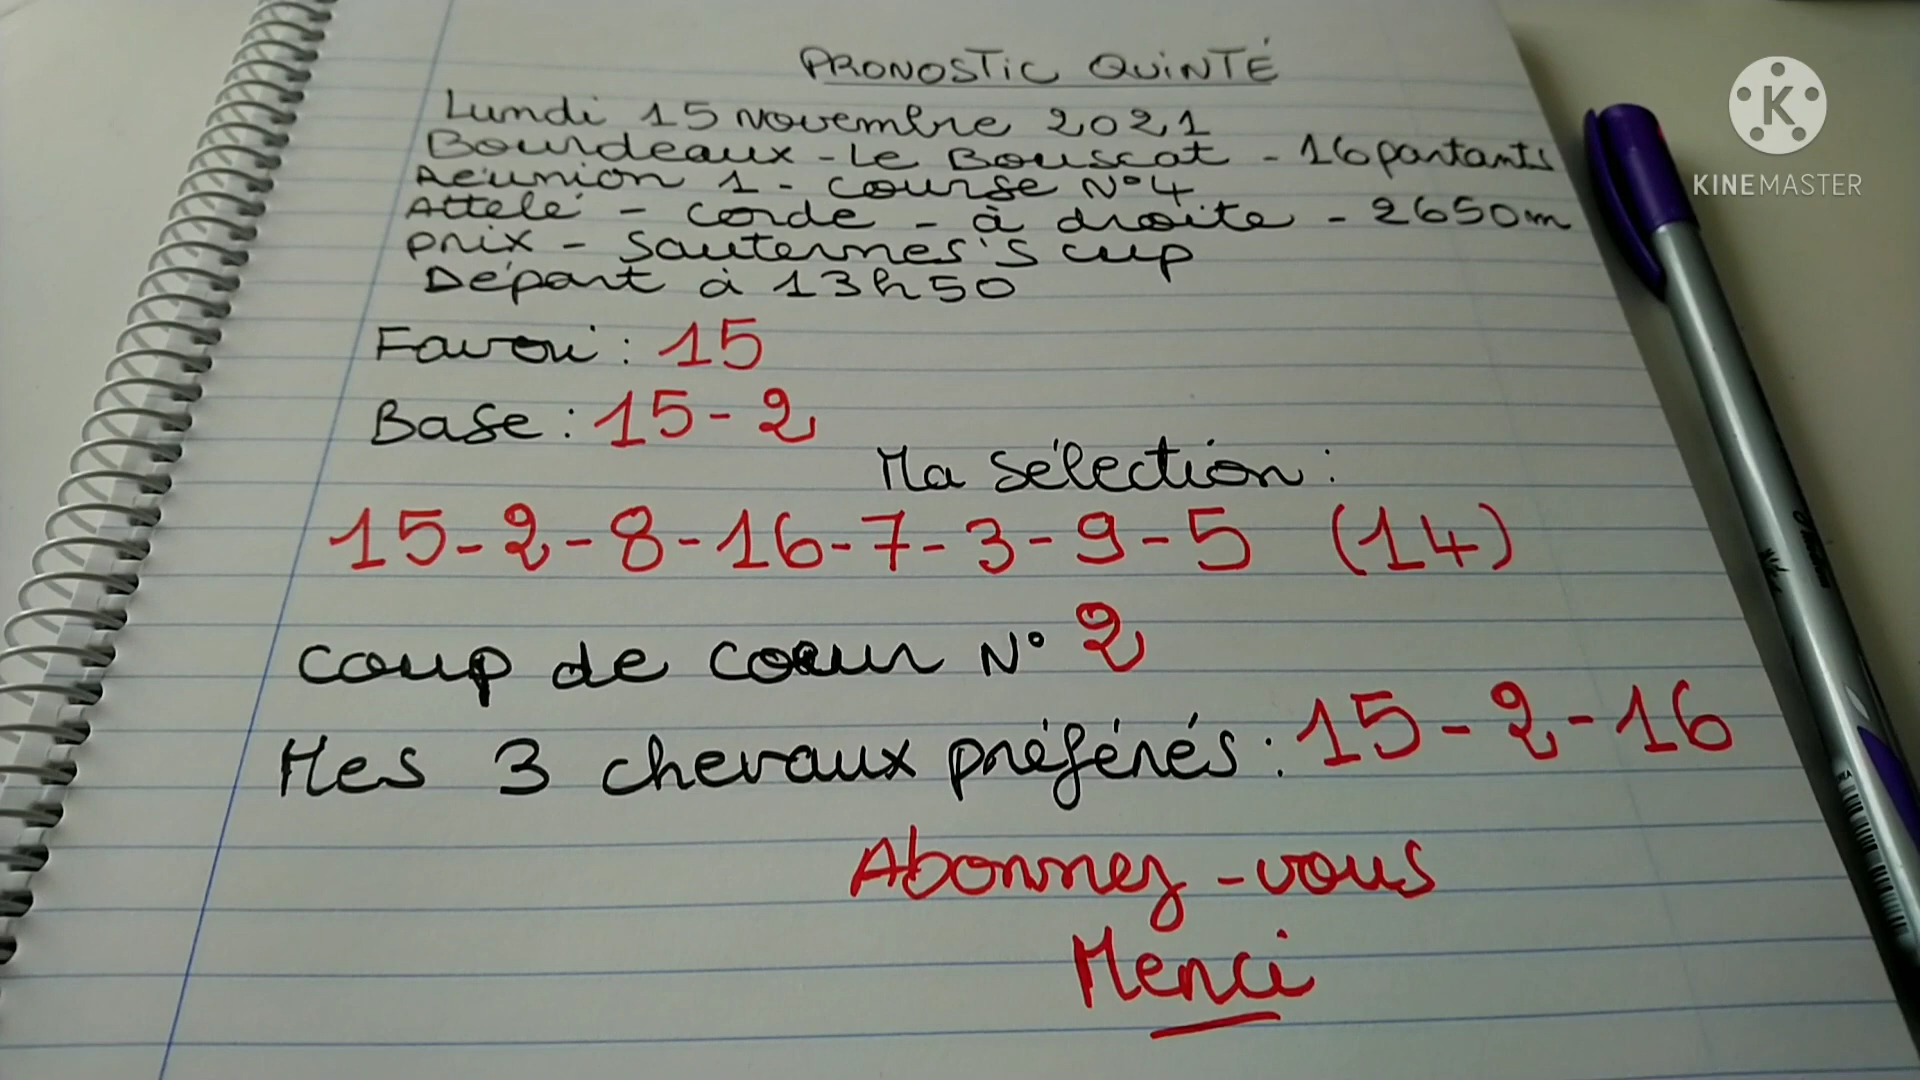 PRONOSTIC QUINTÉ
Lundi 15 novembre 2021
Bourdeaux - Le Bouscat - 16 partants
Réunion 1 - course N°4
Attelé - corde - à droite - 2650m
prix - Sauternes's cup
Départ à 13h50
Favori : 15
Base : 15 - 2
Ma sélection :
15 - 2 - 8 - 16 - 7 - 3 - 9 - 5 (14)
coup de coeur N° 2
Mes 3 chevaux préférés : 15 - 2 - 16
Abonnez-vous
Merci
K
KINEMASTER